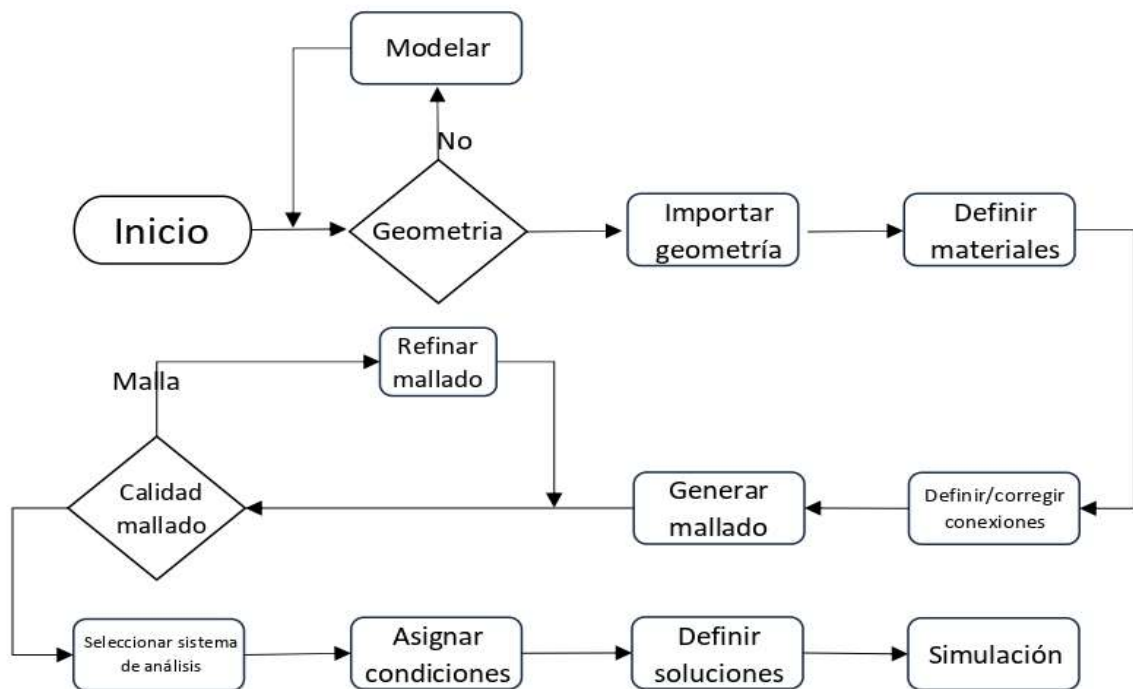 Modelar
No
Inicio
Geometria
Importar
geometría
Definir
materiales
Refinar
mallado
Malla
Calidad
mallado
Generar
mallado
Definir/corregir
conexiones
Seleccionar sistema
de análisis
Asignar
condiciones
Definir
soluciones
Simulación